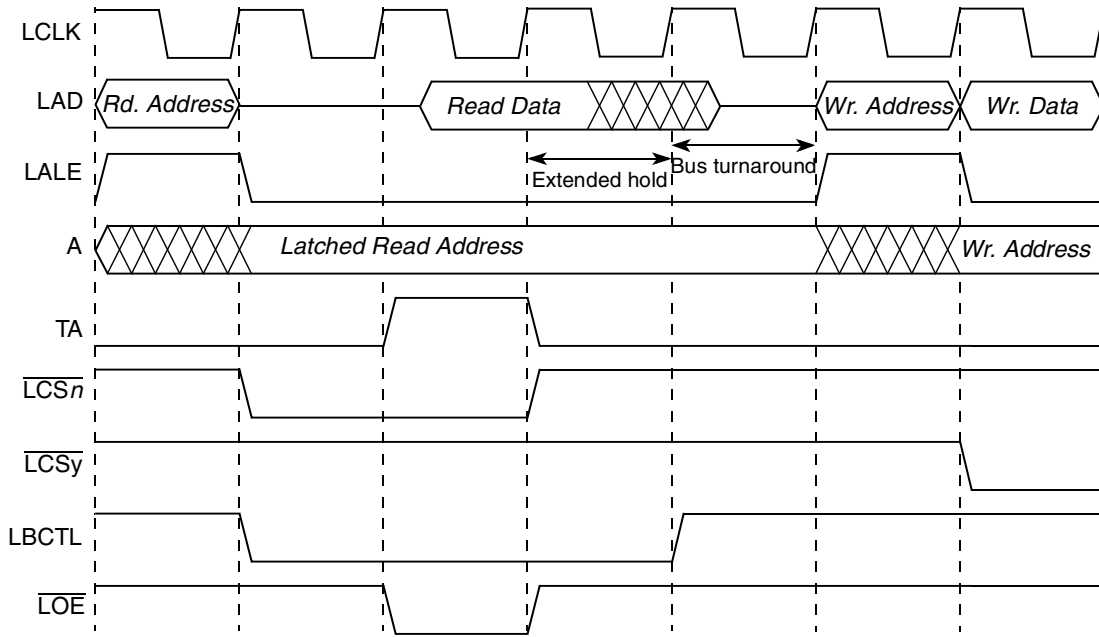 LCLK
LAD Rd. Address Read Data Wr. Address Wr. Data
LALE Extended hold Bus turnaround
A Latched Read Address Wr. Address
TA
LCSn
LCSy
LBCTL
LOE